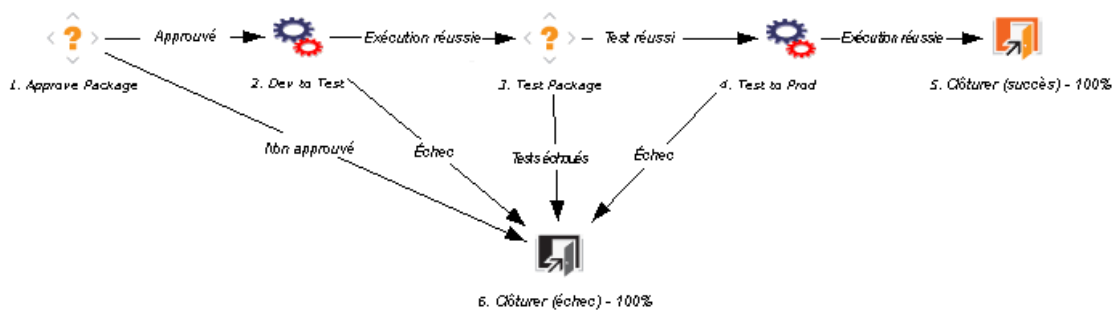 Approuvé
Exécution réussie
Test réussi
Exécution réussie
1. Approve Package
2. Dev to Test
3. Test Package
4. Test to Prod
5. Clôturer (succès) - 100%
Non approuvé
Échec
Tests échoués
Échec
6. Clôturer (échec) - 100%